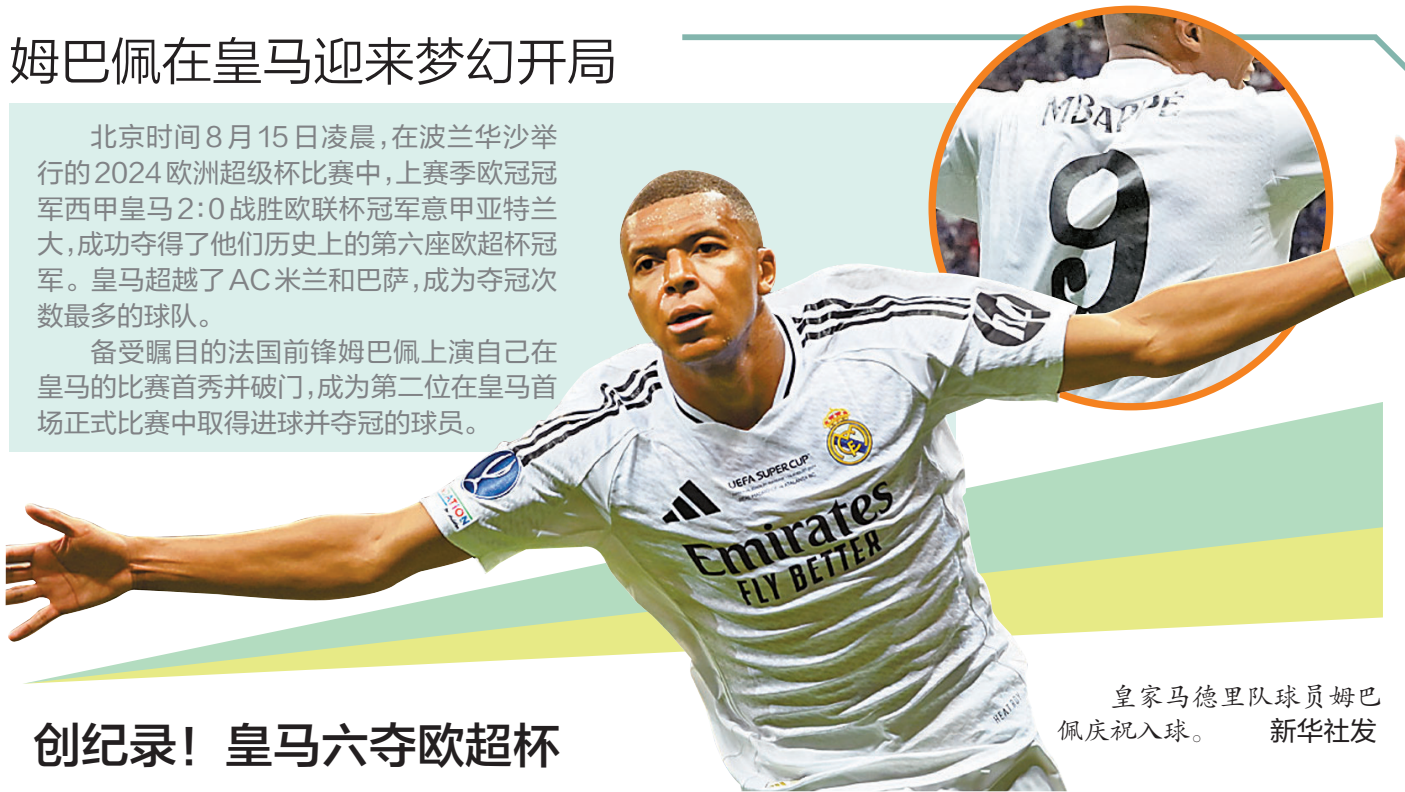 姆巴佩在皇马迎来梦幻开局
北京时间8月15日凌晨,在波兰华沙举
行的2024欧洲超级杯比赛中,上赛季欧冠冠
军西甲皇马2:0战胜欧联杯冠军意甲亚特兰
大,成功夺得了他们历史上的第六座欧超杯冠
军。皇马超越了AC米兰和巴萨,成为夺冠次
数最多的球队。
备受瞩目的法国前锋姆巴佩上演自己在
皇马的比赛首秀并破门,成为第二位在皇马首
场正式比赛中取得进球并夺冠的球员。
MBAPPÉ
9
UEFA SUPER CUP
Emirates
FLY BETTER
HEAT.RDY
创纪录！皇马六夺欧超杯
皇家马德里队球员姆巴
佩庆祝入球。 新华社发